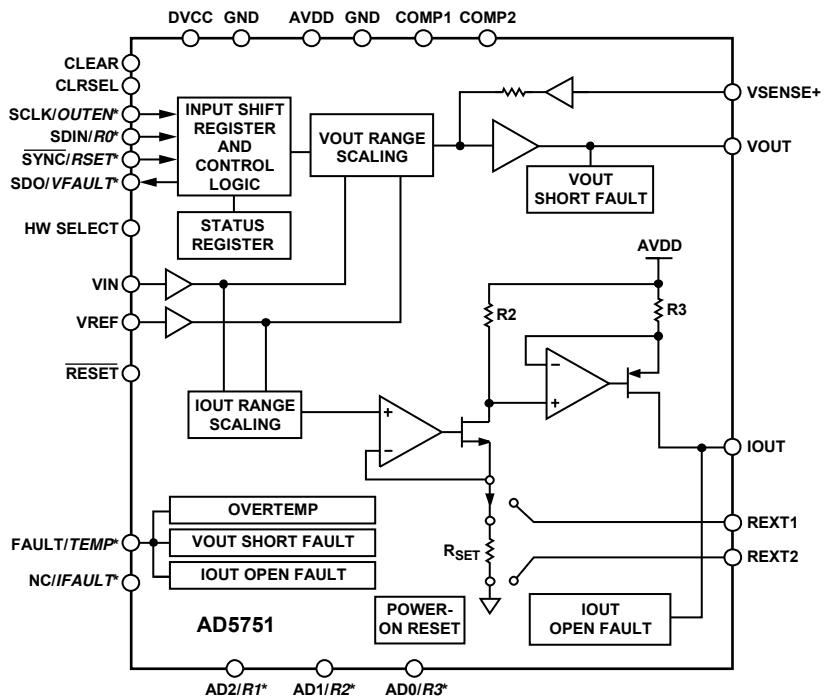 DVCC GND AVDD GND COMP1 COMP2
CLEAR
CLRSEL
SCLK/OUTEN*
SDIN/R0*
SYNC/RSET*
SDO/VFAULT*
HW SELECT
VIN
VREF
RESET
FAULT/TEMP*
NC/IFAULT*
INPUT SHIFT
REGISTER
AND
CONTROL
LOGIC
STATUS
REGISTER
VOUT RANGE
SCALING
VSENSE+
VOUT
VOUT
SHORT FAULT
AVDD
R2
R3
IOUT RANGE
SCALING
+
−
−
+
IOUT
REXT1
REXT2
RSET
OVERTEMP
VOUT SHORT FAULT
IOUT OPEN FAULT
POWER-
ON RESET
IOUT
OPEN FAULT
AD5751
AD2/R1* AD1/R2* AD0/R3*